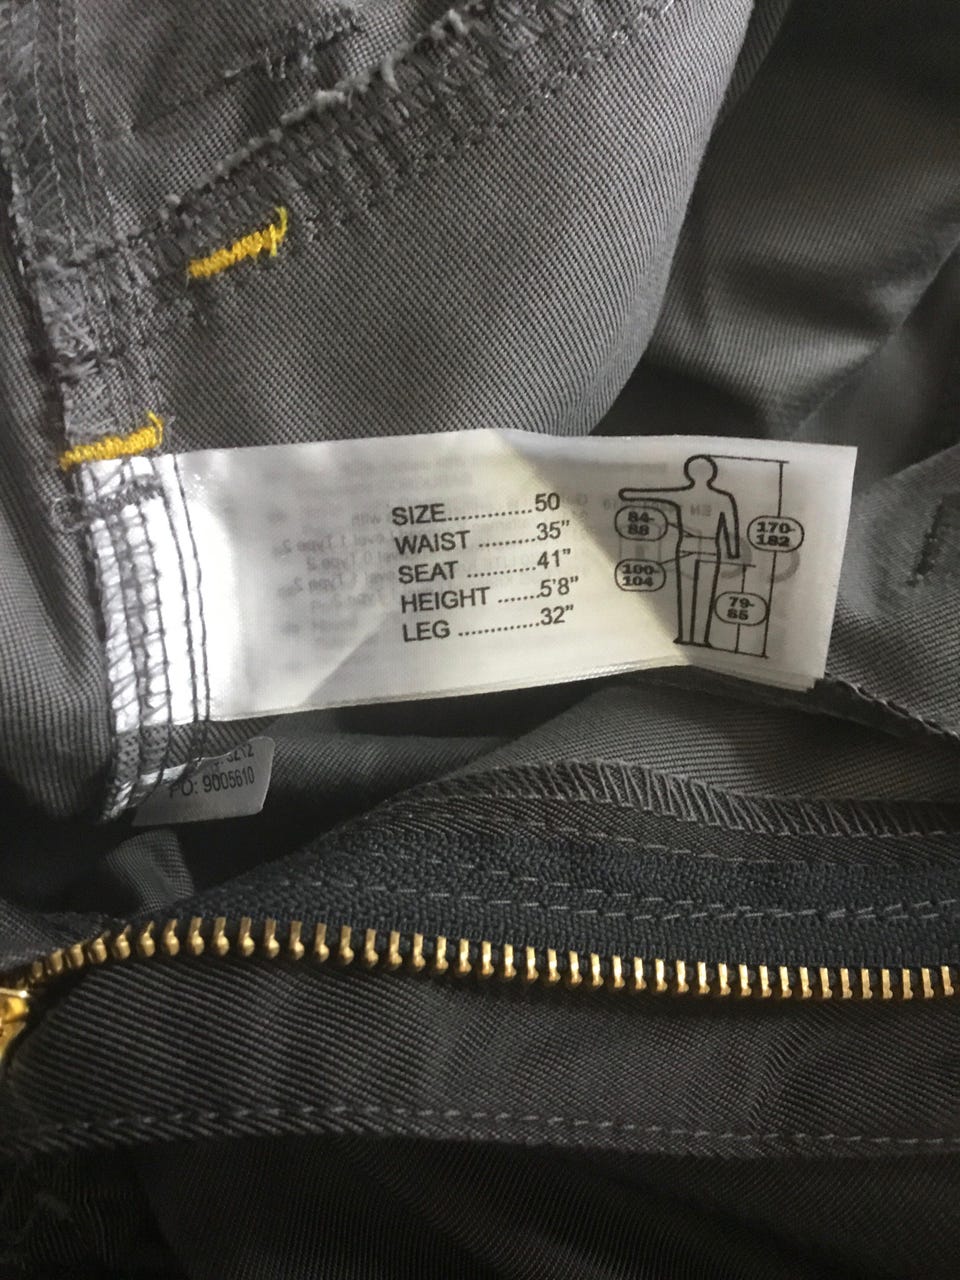 SIZE.............50
WAIST .........35"
SEAT ..........41"
HEIGHT .......5'8"
LEG .............32"
84-
88
100-
104
170-
182
79-
85
PO: 9005610